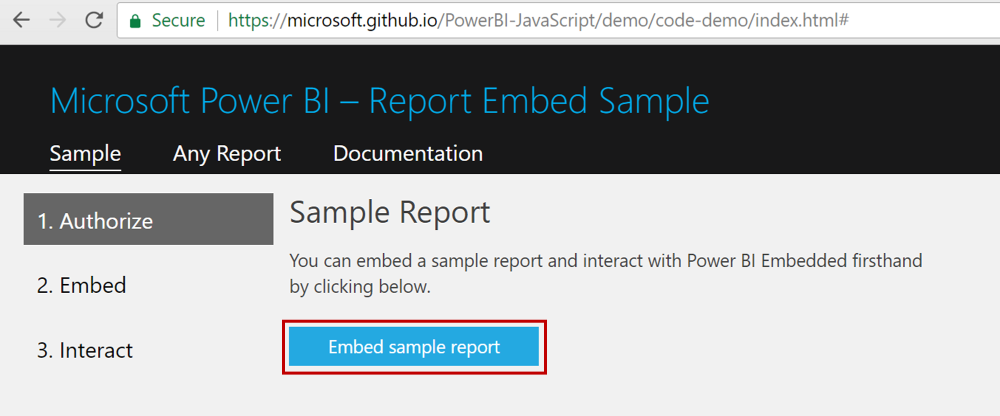 Secure https://microsoft.github.io/PowerBI-JavaScript/demo/code-demo/index.html#
Microsoft Power BI – Report Embed Sample
Sample Any Report Documentation
1. Authorize
2. Embed
3. Interact
Sample Report
You can embed a sample report and interact with Power BI Embedded firsthand
by clicking below.
Embed sample report